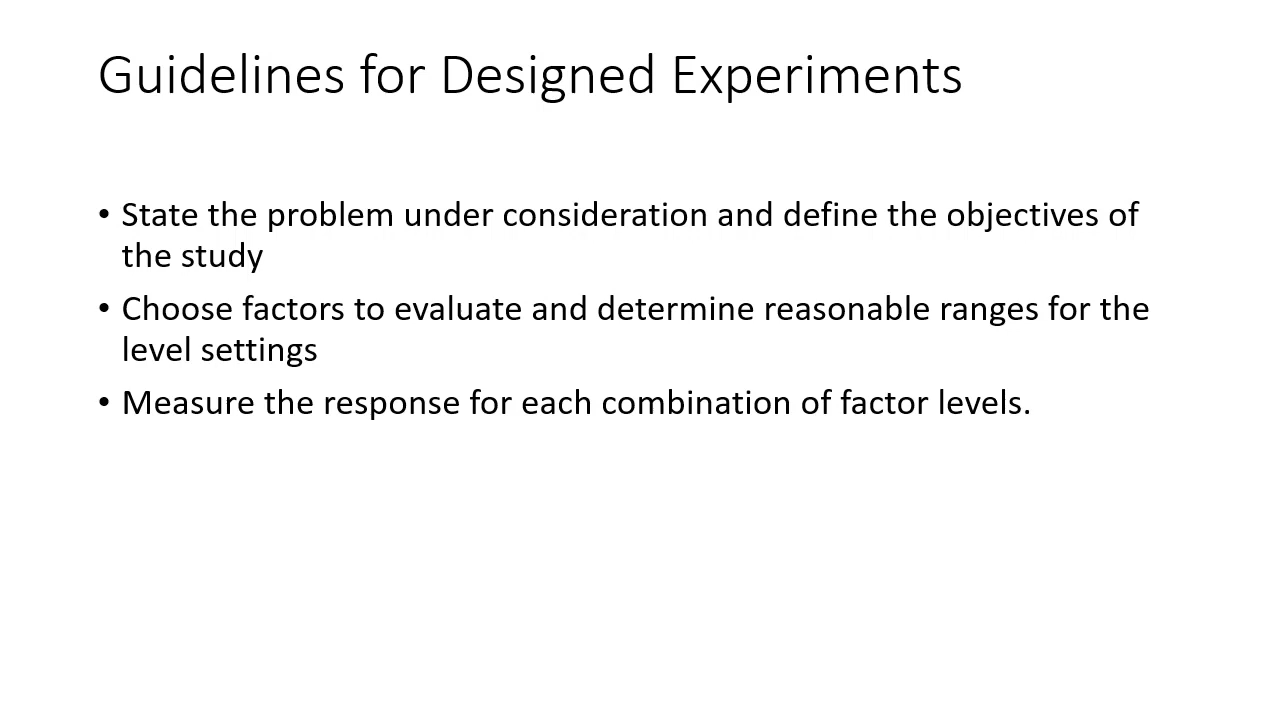 Guidelines for Designed Experiments
• State the problem under consideration and define the objectives of
the study
• Choose factors to evaluate and determine reasonable ranges for the
level settings
• Measure the response for each combination of factor levels.